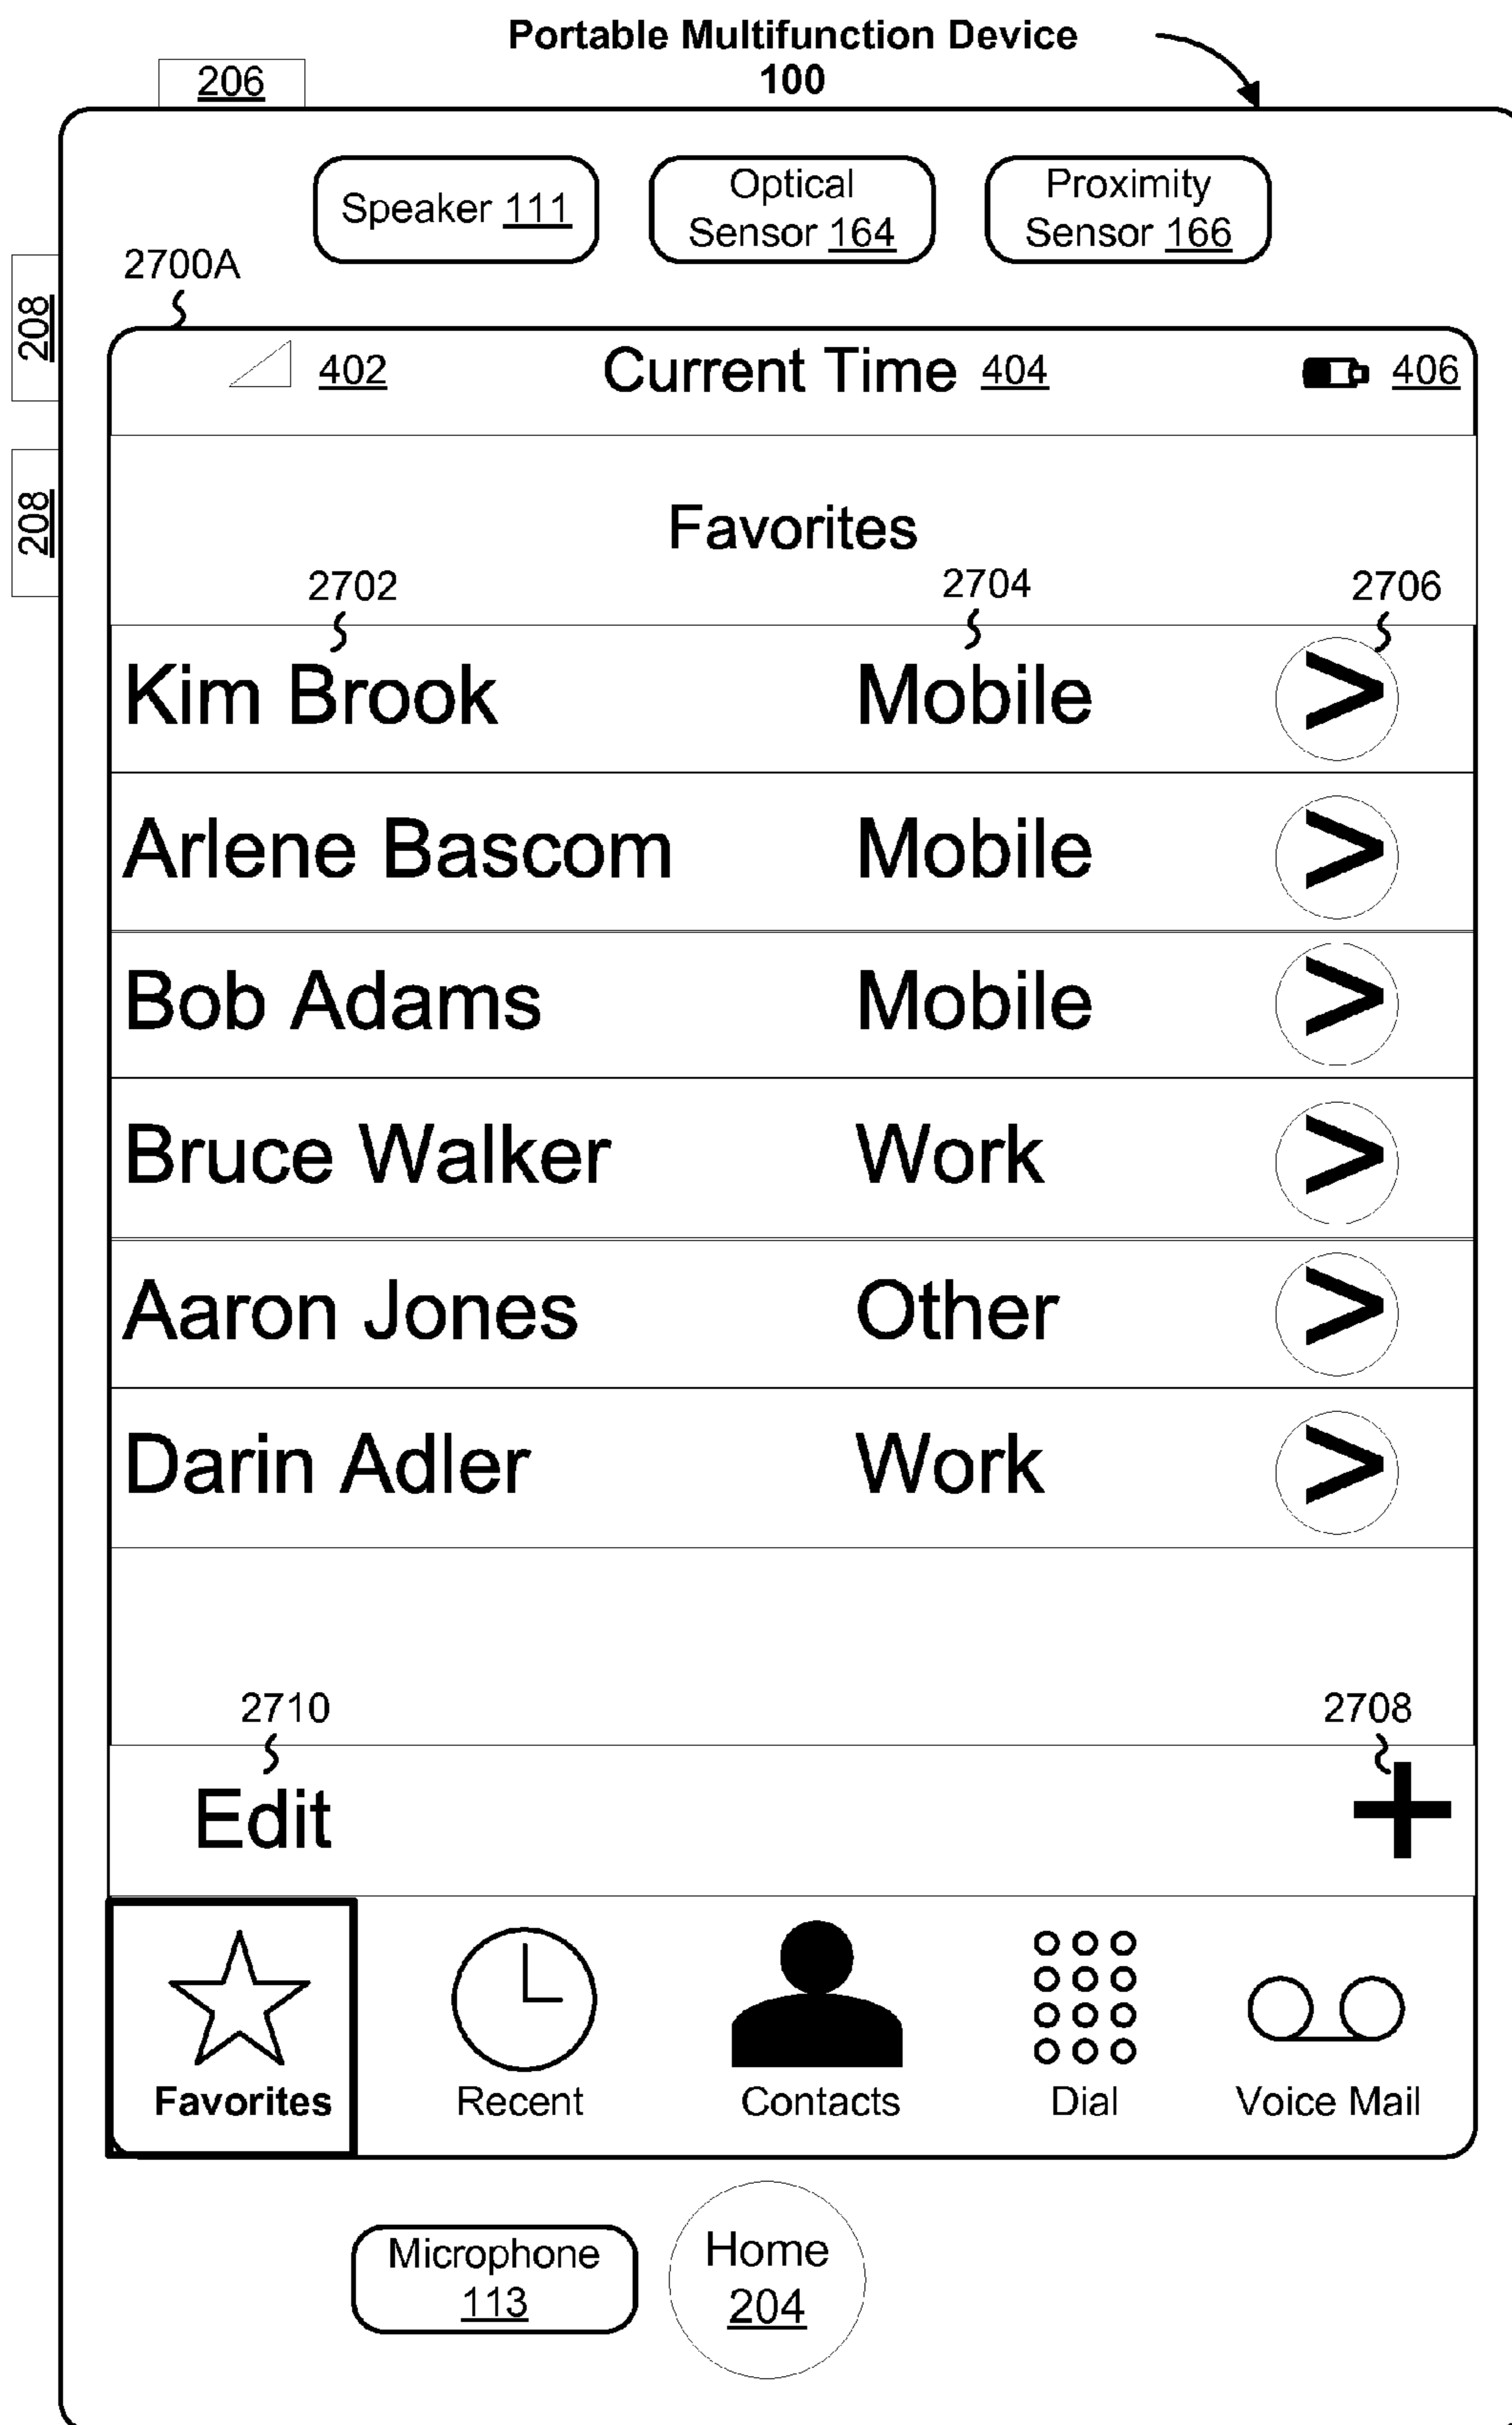 Portable Multifunction Device
100
206
Speaker 111
Optical
Sensor 164
Proximity
Sensor 166
208
2700A
402 Current Time 404 406
208
Favorites
2702 2704 2706
Kim Brook Mobile >
Arlene Bascom Mobile >
Bob Adams Mobile >
Bruce Walker Work >
Aaron Jones Other >
Darin Adler Work >
2710 2708
Edit +
Favorites Recent Contacts Dial Voice Mail
Microphone
113
Home
204